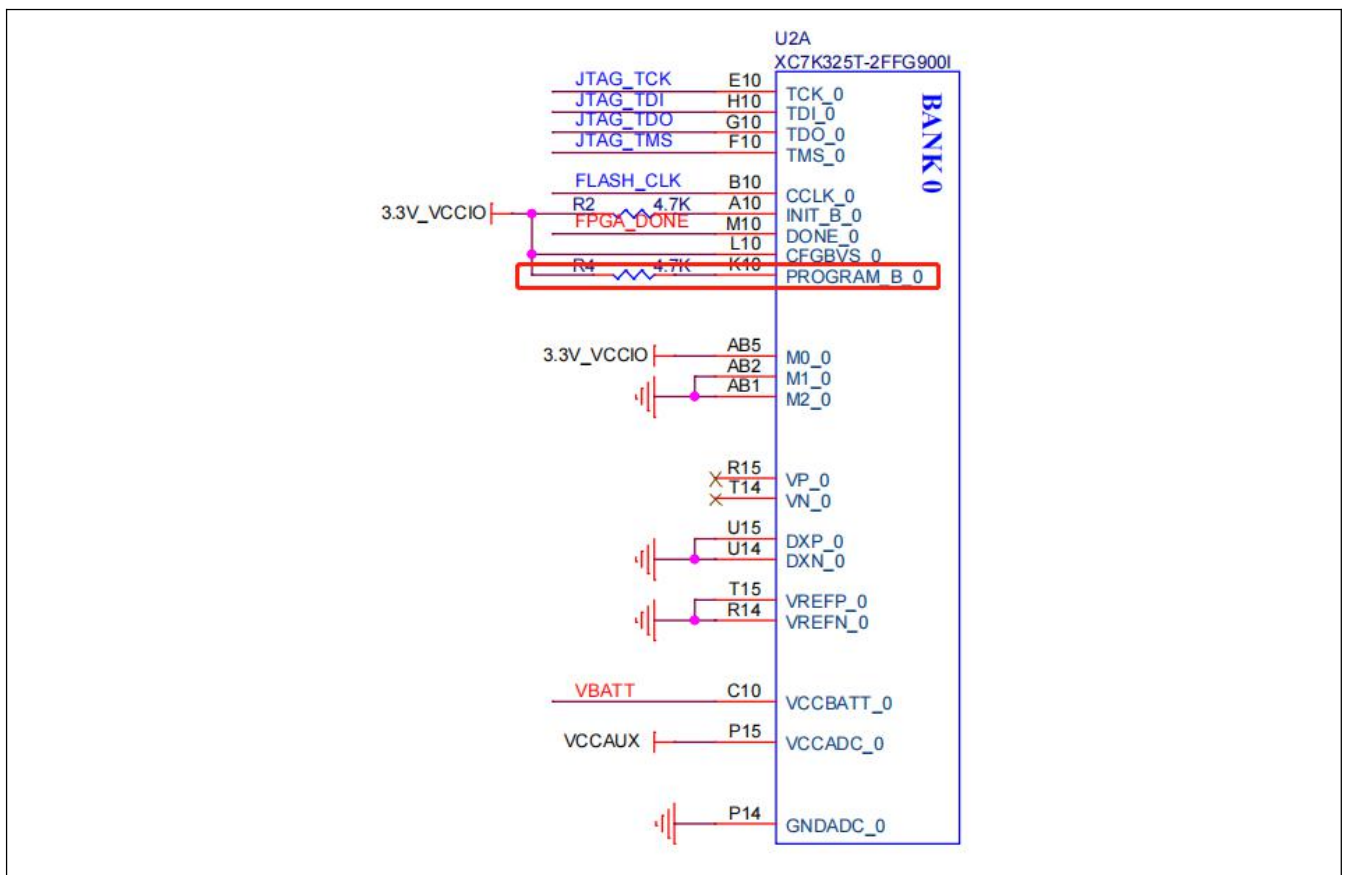 U2A
XC7K325T-2FFG900I
BANK 0
JTAG_TCK E10 TCK_0
JTAG_TDI H10 TDI_0
JTAG_TDO G10 TDO_0
JTAG_TMS F10 TMS_0
FLASH_CLK B10 CCLK_0
3.3V_VCCIO R2 4.7K A10 INIT_B_0
FPGA_DONE M10 DONE_0
L10 CFGBVS_0
R4 4.7K K10 PROGRAM_B_0
3.3V_VCCIO AB5 M0_0
AB2 M1_0
AB1 M2_0
R15 VP_0
T14 VN_0
U15 DXP_0
U14 DXN_0
T15 VREFP_0
R14 VREFN_0
VBATT C10 VCCBATT_0
VCCAUX P15 VCCADC_0
P14 GNDADC_0